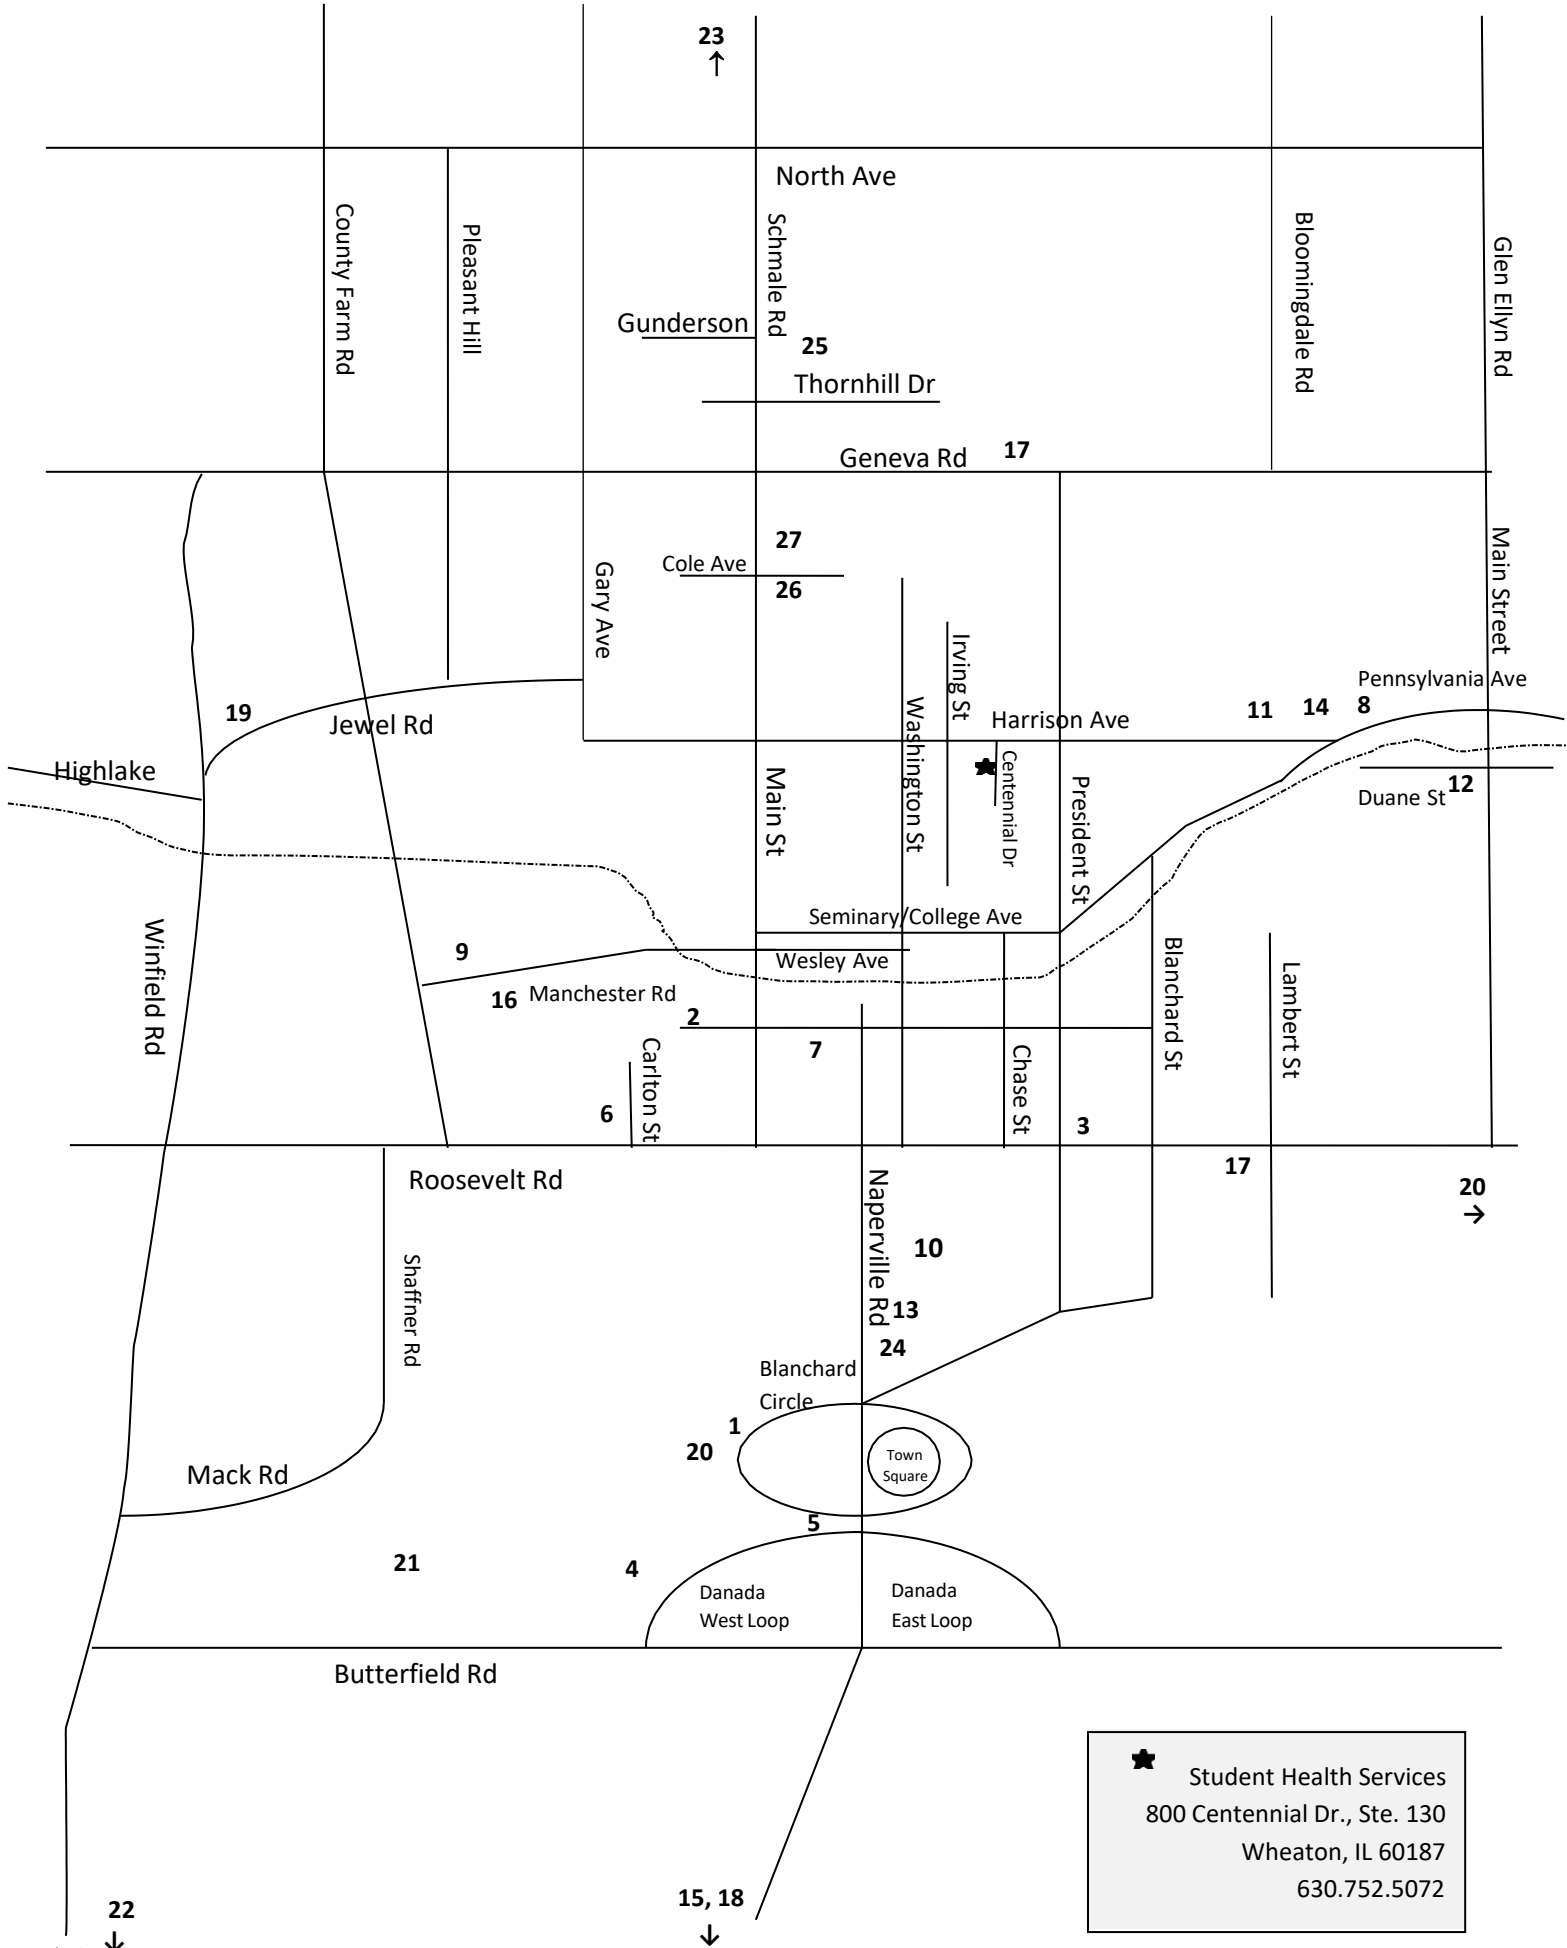 23
↑
North Ave
County Farm Rd
Pleasant Hill
Schmale Rd
Bloomingdale Rd
Glen Ellyn Rd
Gunderson
25
Thornhill Dr
Geneva Rd
17
27
Cole Ave
26
Gary Ave
Main Street
Irving St
Pennsylvania Ave
19
Jewel Rd
Washington St
Harrison Ave
11
14
8
Highlake
Main St
Centennial Dr
President St
12
Duane St
Seminary/College Ave
Winfield Rd
9
Wesley Ave
Blanchard St
Lambert St
16
Manchester Rd
2
7
Carlton St
Chase St
6
3
Roosevelt Rd
17
20
→
Naperville Rd
10
Shaffner Rd
13
24
Blanchard
Circle
1
20
Town
Square
Mack Rd
5
21
4
Danada
West Loop
Danada
East Loop
Butterfield Rd
Student Health Services
800 Centennial Dr., Ste. 130
Wheaton, IL 60187
630.752.5072
15, 18
↓
22
↓